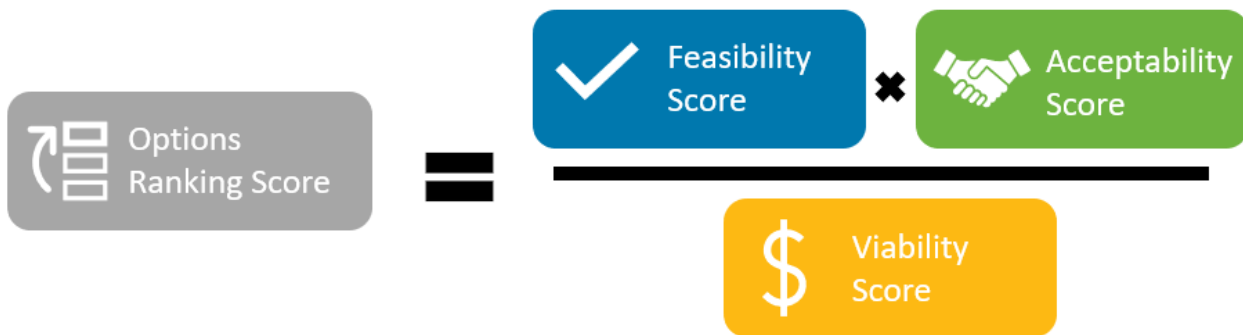 Options
Ranking Score
=
Feasibility
Score
×
Acceptability
Score
$
Viability
Score